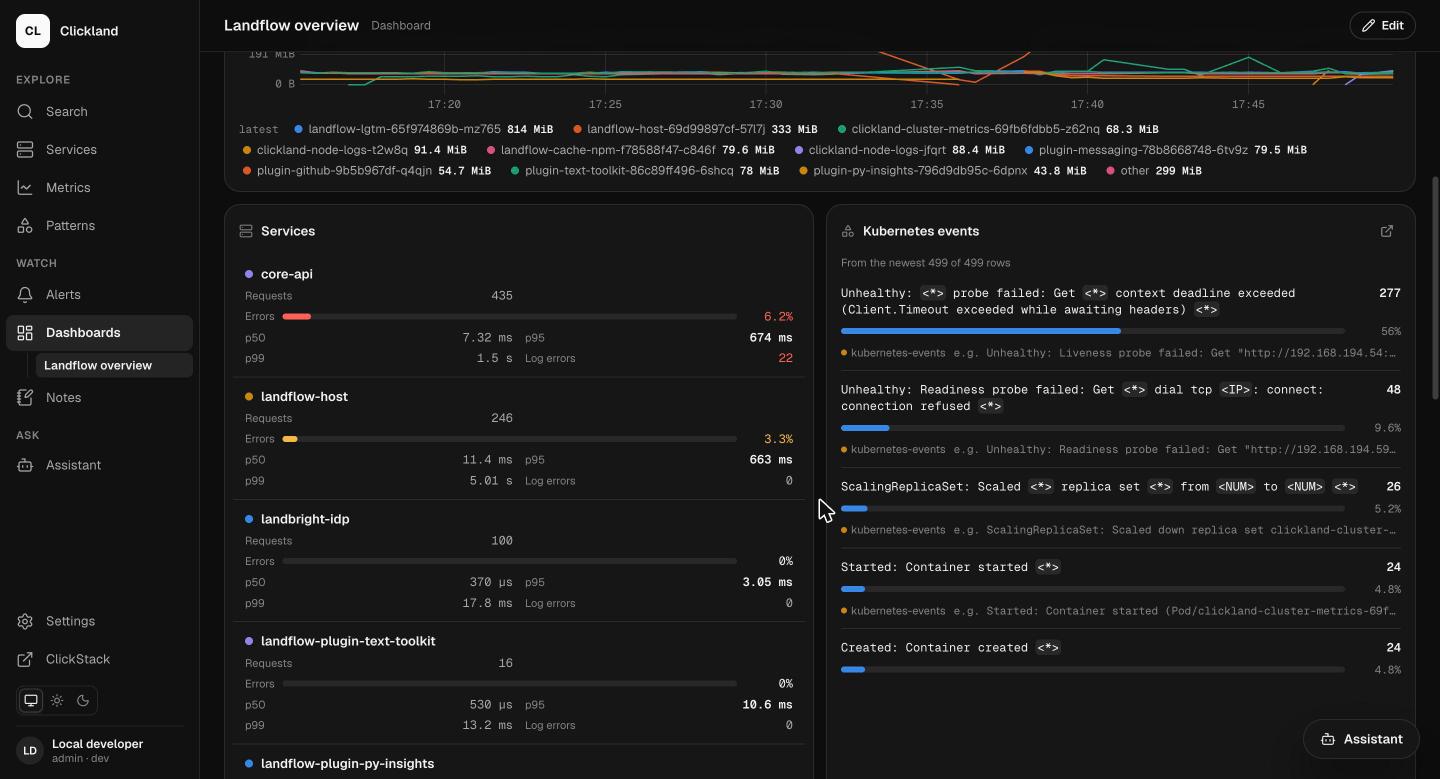 CL Clickland
EXPLORE
Search
Services
Metrics
Patterns
WATCH
Alerts
Dashboards
Landflow overview
Notes
ASK
Assistant
Settings
ClickStack
LD Local developer
admin · dev
Landflow overview Dashboard
Edit
191 MiB
0 B
17:20 17:25 17:30 17:35 17:40 17:45
latest landflow-lgtm-65f974869b-mz765 814 MiB landflow-host-69d99897cf-57l7j 333 MiB clickland-cluster-metrics-69fb6fdbb5-z62nq 68.3 MiB
clickland-node-logs-t2w8q 91.4 MiB landflow-cache-npm-f78588f47-c846f 79.6 MiB clickland-node-logs-jfqrt 88.4 MiB plugin-messaging-78b8668748-6tv9z 79.5 MiB
plugin-github-9b5b967df-q4qjn 54.7 MiB plugin-text-toolkit-86c89ff496-6shcq 78 MiB plugin-py-insights-796d9db95c-6dpnx 43.8 MiB other 299 MiB
Services
core-api
Requests 435
Errors 6.2%
p50 7.32 ms p95 674 ms
p99 1.5 s Log errors 22
landflow-host
Requests 246
Errors 3.3%
p50 11.4 ms p95 663 ms
p99 5.01 s Log errors 0
landbright-idp
Requests 100
Errors 0%
p50 370 µs p95 3.05 ms
p99 17.8 ms Log errors 0
landflow-plugin-text-toolkit
Requests 16
Errors 0%
p50 530 µs p95 10.6 ms
p99 13.2 ms Log errors 0
landflow-plugin-py-insights
Kubernetes events
From the newest 499 of 499 rows
Unhealthy: <*> probe failed: Get <*> context deadline exceeded 277
(Client.Timeout exceeded while awaiting headers) <*>
56%
kubernetes-events e.g. Unhealthy: Liveness probe failed: Get "http://192.168.194.54:…
Unhealthy: Readiness probe failed: Get <*> dial tcp <IP>: connect: 48
connection refused <*>
9.6%
kubernetes-events e.g. Unhealthy: Readiness probe failed: Get "http://192.168.194.59…
ScalingReplicaSet: Scaled <*> replica set <*> from <NUM> to <NUM> <*> 26
5.2%
kubernetes-events e.g. ScalingReplicaSet: Scaled down replica set clickland-cluster-…
Started: Container started <*> 24
4.8%
kubernetes-events e.g. Started: Container started (Pod/clickland-cluster-metrics-69f…
Created: Container created <*> 24
4.8%
Assistant